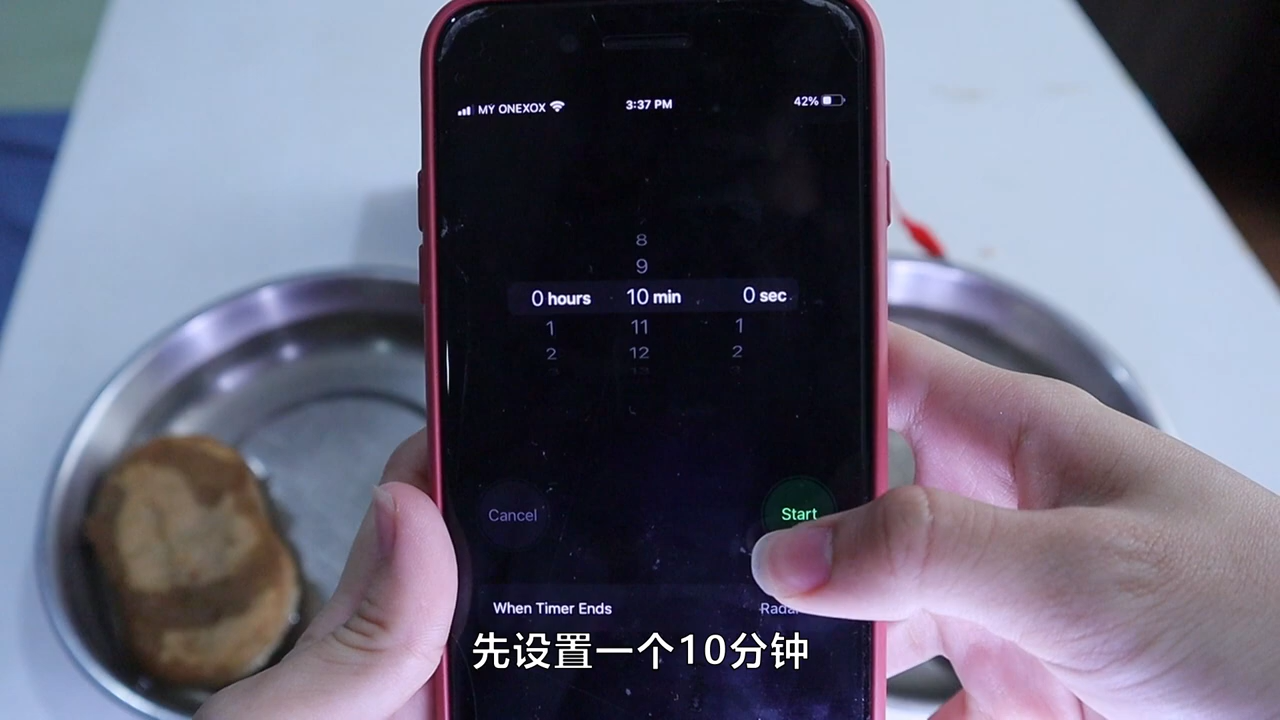 MY ONEXOX 3:37 PM 42%
8
9
0 hours 10 min 0 sec
1 11 1
2 12 2
Cancel Start
When Timer Ends Radar
先设置一个10分钟